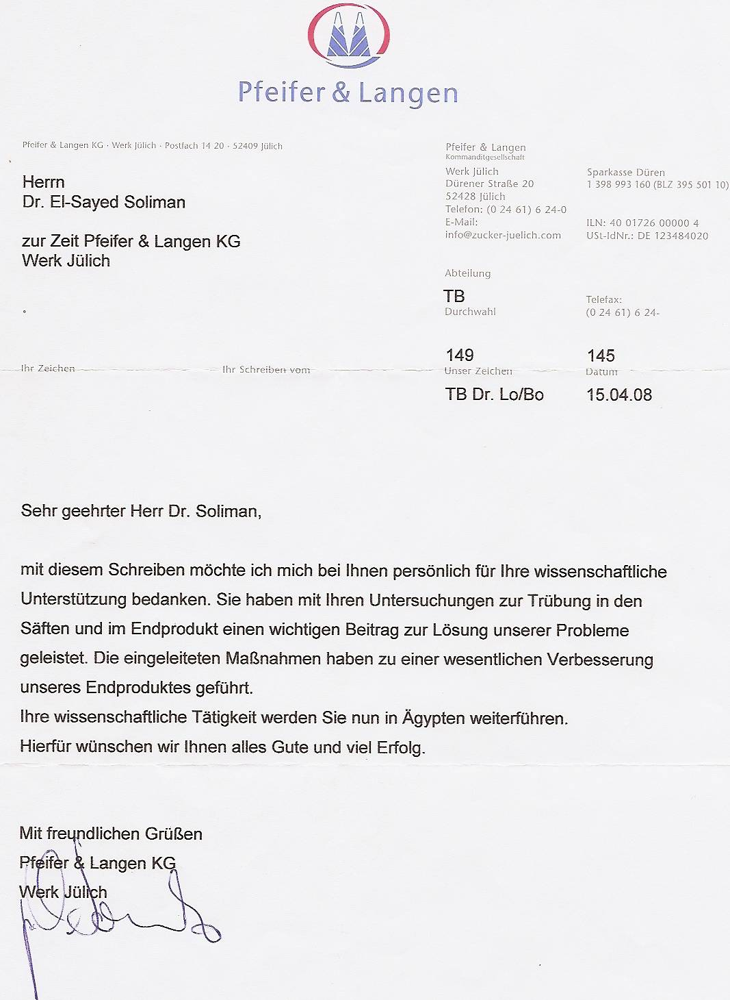 Pfeifer & Langen
Pfeifer & Langen KG · Werk Jülich · Postfach 14 20 · 52409 Jülich
Herrn
Dr. El-Sayed Soliman
zur Zeit Pfeifer & Langen KG
Werk Jülich
Pfeifer & Langen
Kommanditgesellschaft
Werk Jülich
Dürener Straße 20
52428 Jülich
Telefon: (0 24 61) 6 24-0
E-Mail:
info@zucker-juelich.com
Sparkasse Düren
1 398 993 160 (BLZ 395 501 10)
ILN: 40 01726 00000 4
USt-IdNr.: DE 123484020
Abteilung
TB
Durchwahl
Telefax:
(0 24 61) 6 24-
149 145
Ihr Zeichen Ihr Schreiben vom Unser Zeichen Datum
TB Dr. Lo/Bo 15.04.08
Sehr geehrter Herr Dr. Soliman,
mit diesem Schreiben möchte ich mich bei Ihnen persönlich für Ihre wissenschaftliche
Unterstützung bedanken. Sie haben mit Ihren Untersuchungen zur Trübung in den
Säften und im Endprodukt einen wichtigen Beitrag zur Lösung unserer Probleme
geleistet. Die eingeleiteten Maßnahmen haben zu einer wesentlichen Verbesserung
unseres Endproduktes geführt.
Ihre wissenschaftliche Tätigkeit werden Sie nun in Ägypten weiterführen.
Hierfür wünschen wir Ihnen alles Gute und viel Erfolg.
Mit freundlichen Grüßen
Pfeifer & Langen KG
Werk Jülich